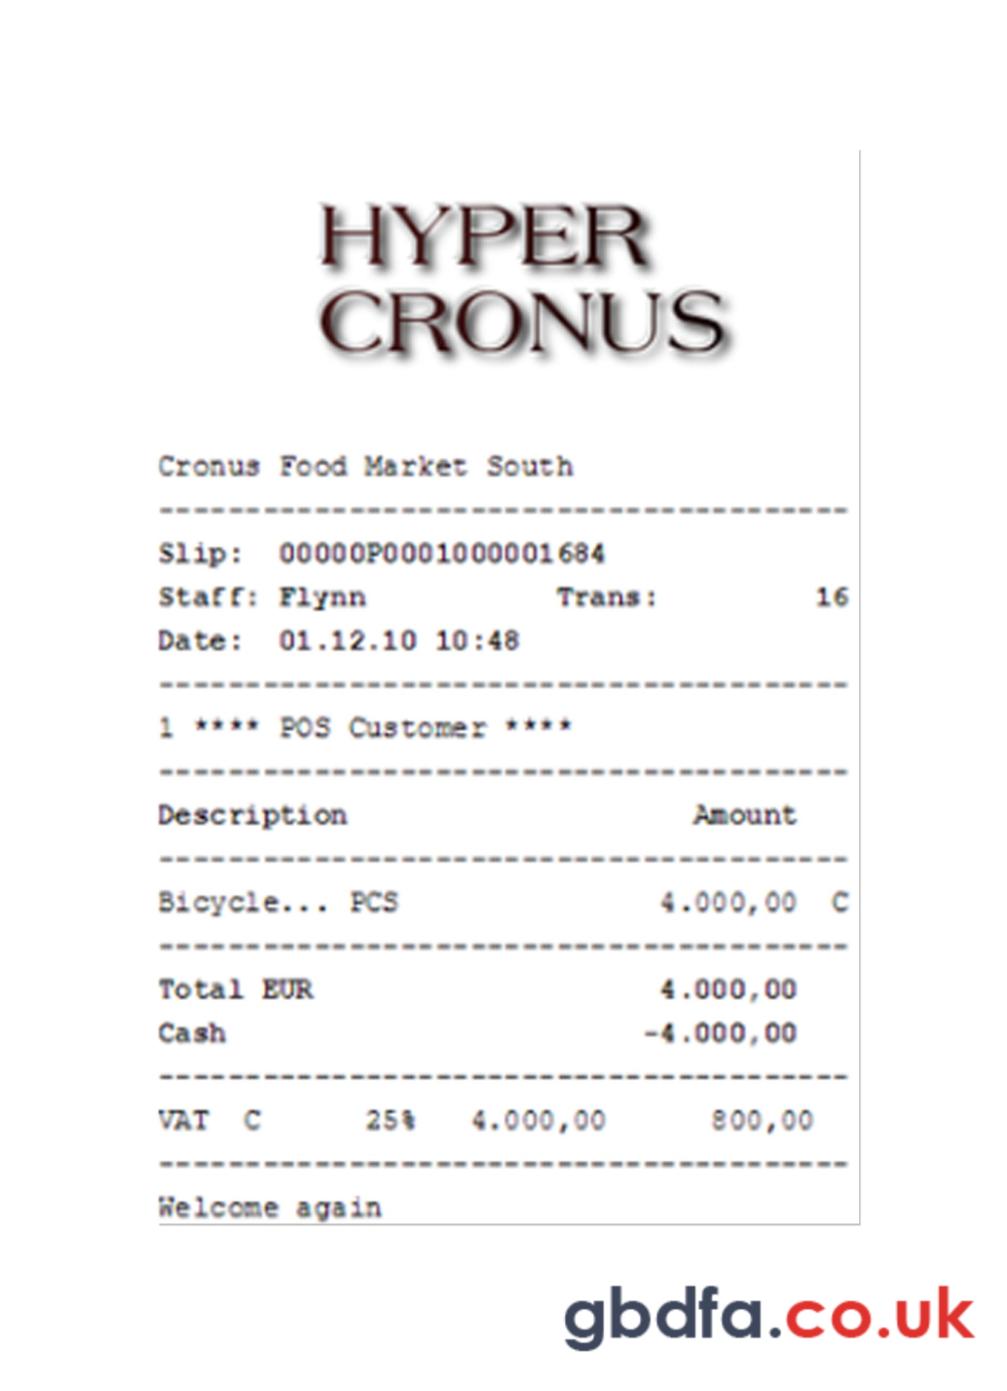 HYPER
CRONUS
Cronus Food Market South
----------------------------------------
Slip: 00000P0001000001684
Staff: Flynn Trans: 16
Date: 01.12.10 10:48
----------------------------------------
1 **** POS Customer ****
----------------------------------------
Description Amount
----------------------------------------
Bicycle... PCS 4.000,00 C
----------------------------------------
Total EUR 4.000,00
Cash -4.000,00
----------------------------------------
VAT C 25% 4.000,00 800,00
----------------------------------------
Welcome again
gbdfa.co.uk